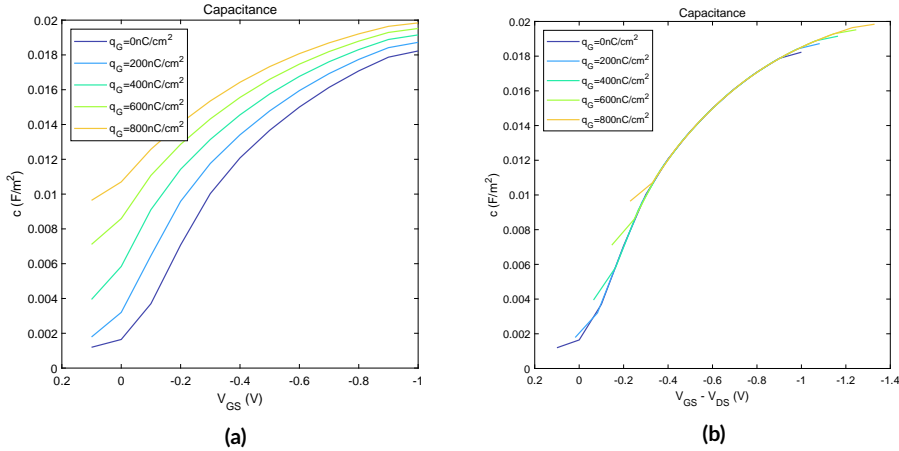 Capacitance
0.02
0.018
0.016
0.014
0.012
0.01
0.008
0.006
0.004
0.002
0
c (F/m²)
q_G=0nC/cm²
q_G=200nC/cm²
q_G=400nC/cm²
q_G=600nC/cm²
q_G=800nC/cm²
0.2 0 -0.2 -0.4 -0.6 -0.8 -1
V_GS (V)
(a)
Capacitance
0.02
0.018
0.016
0.014
0.012
0.01
0.008
0.006
0.004
0.002
0
c (F/m²)
q_G=0nC/cm²
q_G=200nC/cm²
q_G=400nC/cm²
q_G=600nC/cm²
q_G=800nC/cm²
0.2 0 -0.2 -0.4 -0.6 -0.8 -1 -1.2 -1.4
V_GS - V_DS (V)
(b)